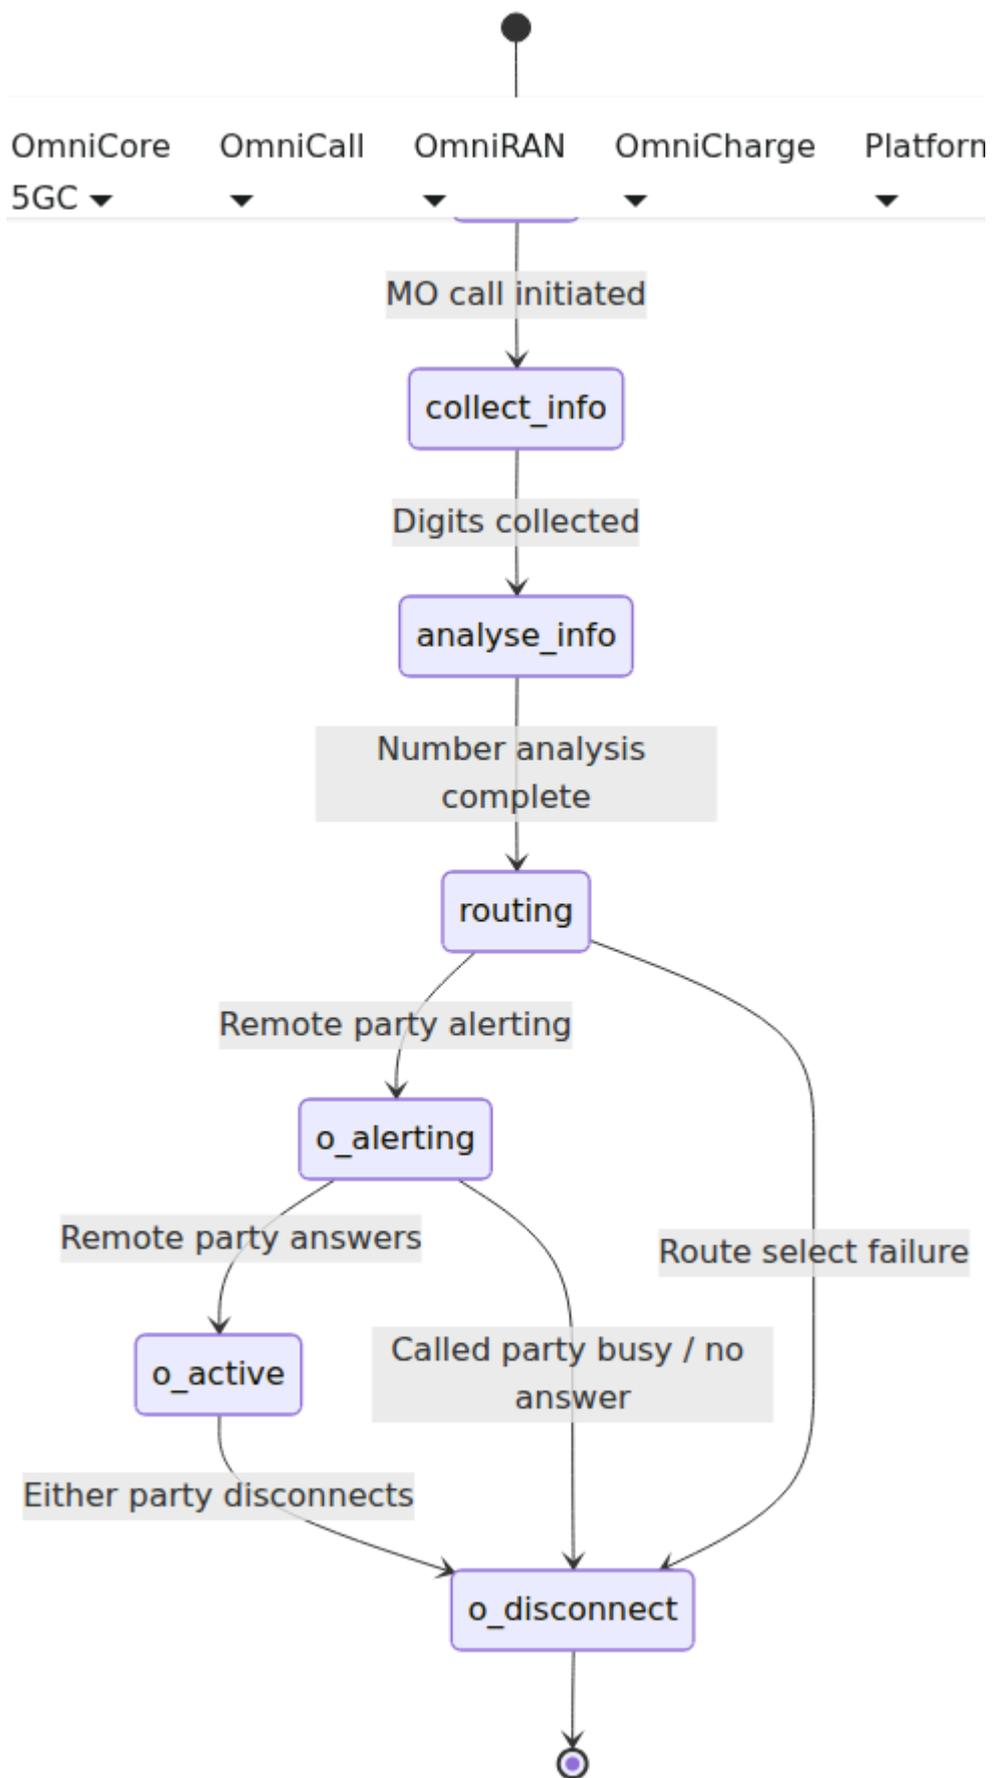 OmniCore OmniCall OmniRAN OmniCharge Platforn
5GC
MO call initiated
collect_info
Digits collected
analyse_info
Number analysis
complete
routing
Remote party alerting
o_alerting
Remote party answers
Route select failure
Called party busy / no
answer
o_active
Either party disconnects
o_disconnect